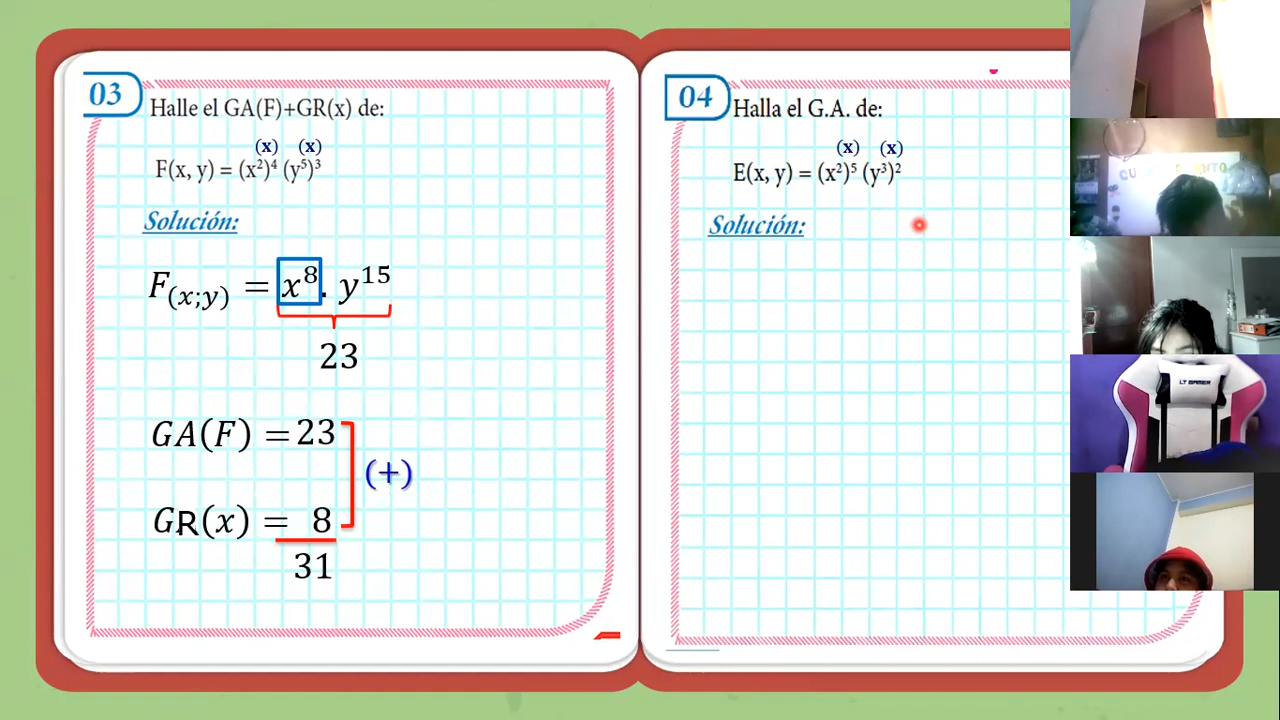 03
Halle el GA(F)+GR(x) de:
(x) (x)
F(x, y) = (x²)⁴ (y⁵)³
Solución:
F₍ₓ;ᵧ₎ = x⁸ . y¹⁵
23
GA(F) = 23
(+)
GR(x) = 8
31
04
Halla el G.A. de:
(x) (x)
E(x, y) = (x²)⁵ (y³)²
Solución:
LT GAMER